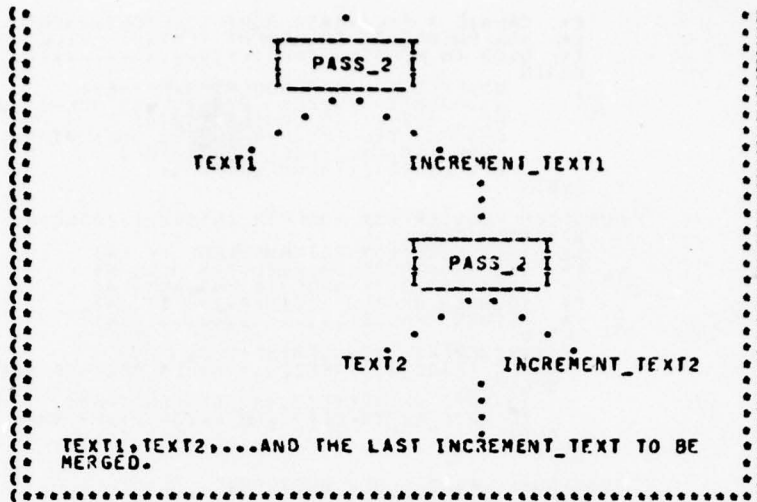 PASS_2
TEXT1 INCREMENT_TEXT1
PASS_2
TEXT2 INCREMENT_TEXT2
TEXT1,TEXT2,...AND THE LAST INCREMENT_TEXT TO BE
MERGED.